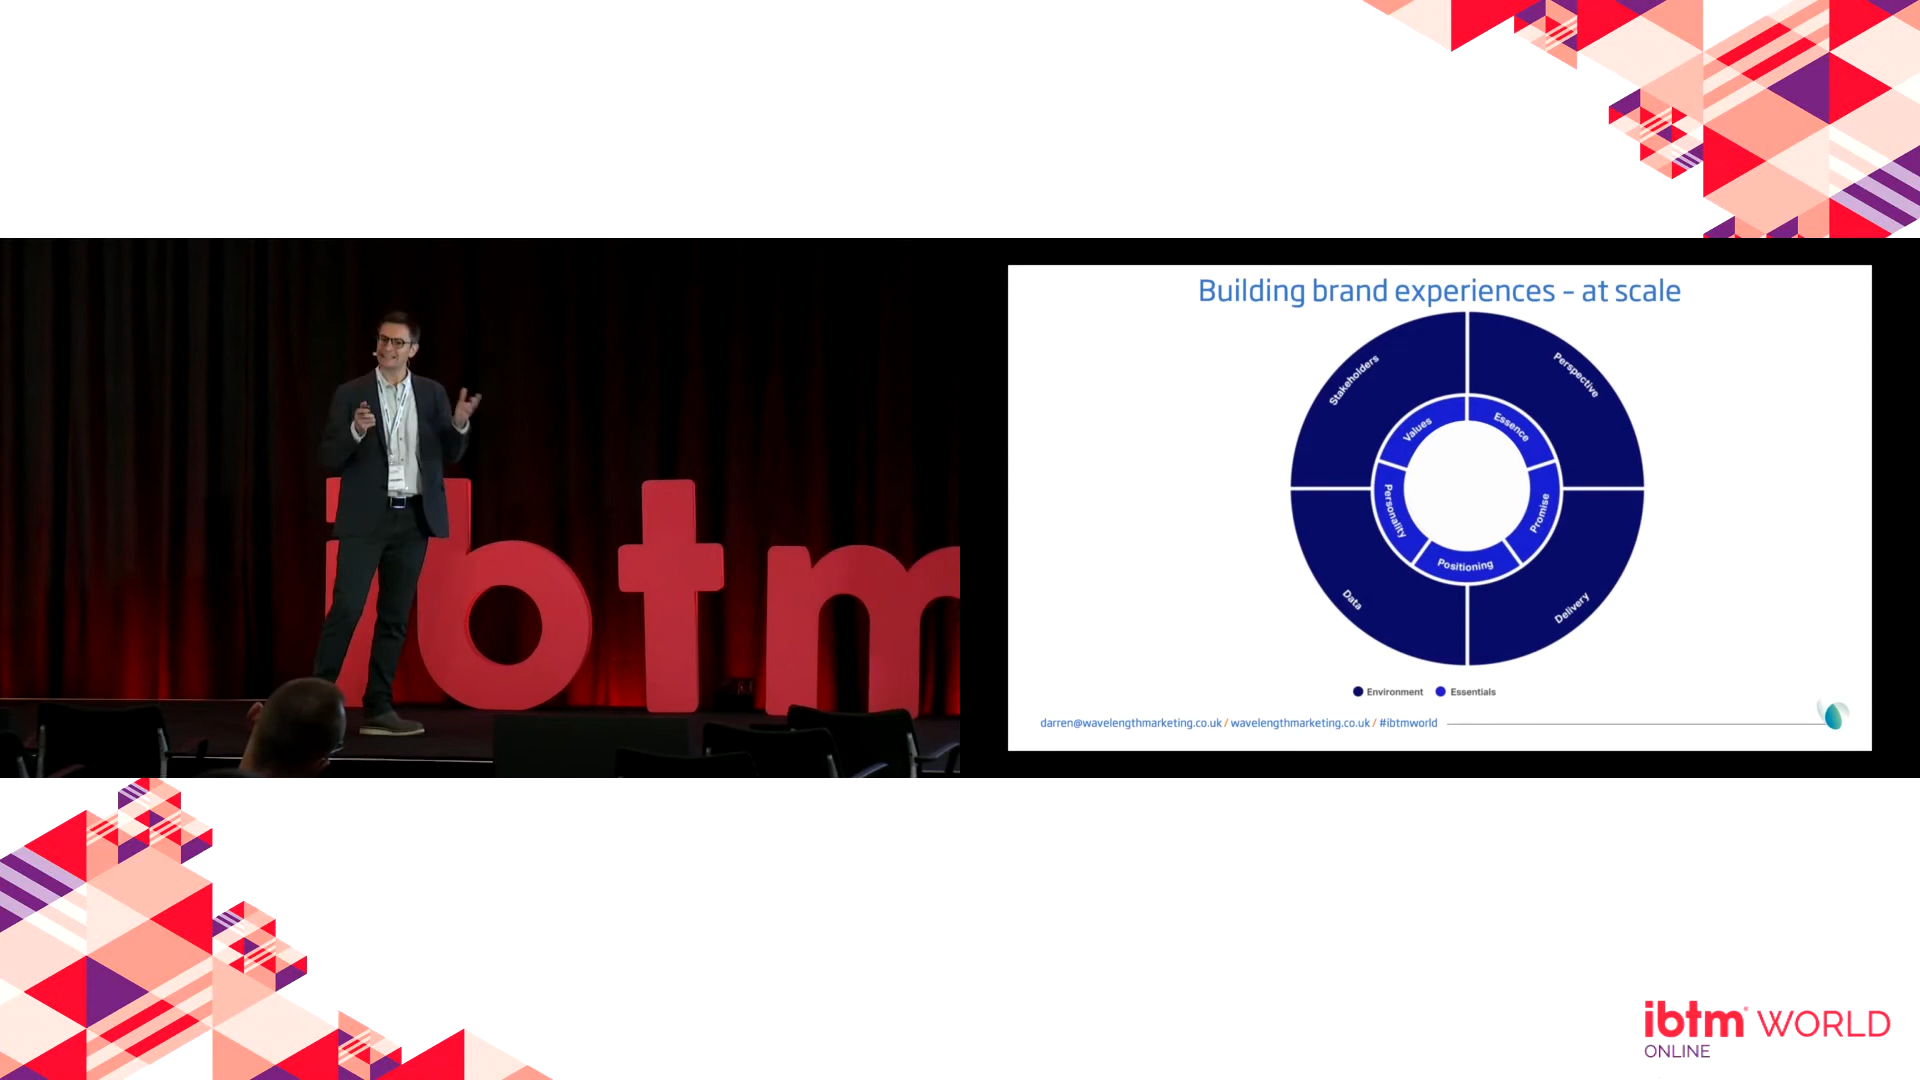 ibtm
Building brand experiences – at scale
Stakeholders
Perspective
Values
Essence
Personality
Promise
Positioning
Data
Delivery
Environment
Essentials
darren@wavelengthmarketing.co.uk / wavelengthmarketing.co.uk / #ibtmworld
ibtm WORLD
ONLINE